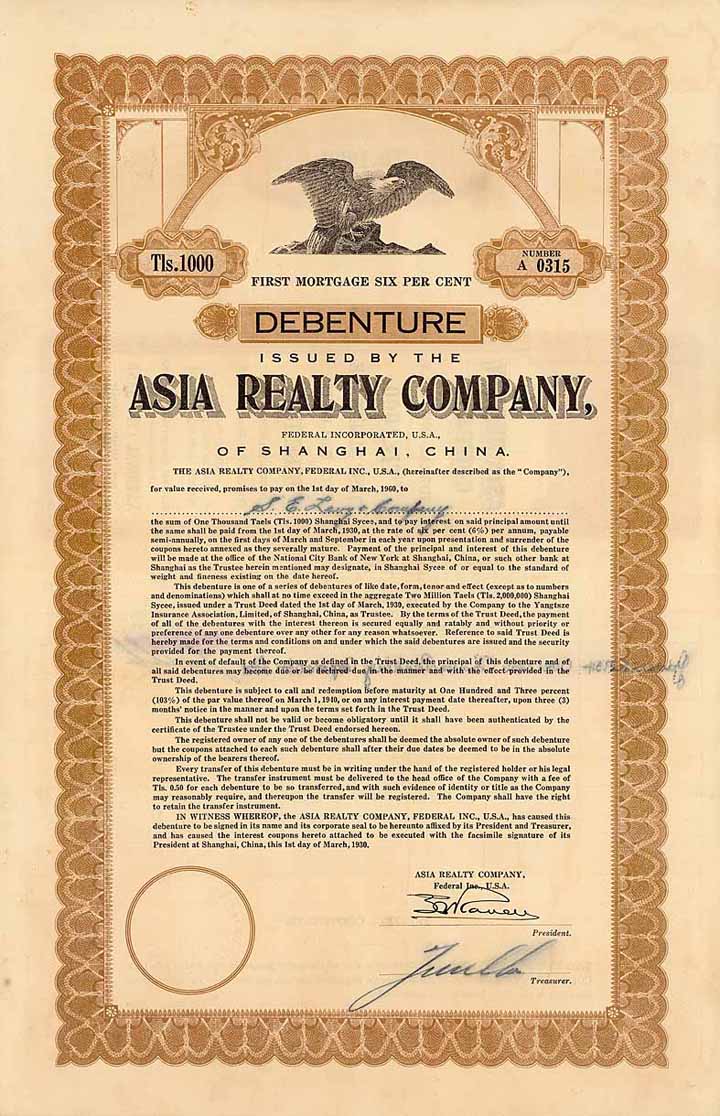 Tls.1000
NUMBER
A 0315
FIRST MORTGAGE SIX PER CENT
DEBENTURE
ISSUED BY THE
ASIA REALTY COMPANY,
FEDERAL INCORPORATED, U.S.A.,
OF SHANGHAI, CHINA.
THE ASIA REALTY COMPANY, FEDERAL INC., U.S.A., (hereinafter described as the "Company"),
for value received, promises to pay on the 1st day of March, 1960, to
S. E. & Company
the sum of One Thousand Taels (Tls. 1000) Shanghai Sycee, and to pay interest on said principal amount until
the same shall be paid from the 1st day of March, 1930, at the rate of six per cent (6%) per annum, payable
semi-annually, on the first days of March and September in each year upon presentation and surrender of the
coupons hereto annexed as they severally mature. Payment of the principal and interest of this debenture
will be made at the office of the National City Bank of New York at Shanghai, China, or such other bank at
Shanghai as the Trustee herein mentioned may designate, in Shanghai Sycee of or equal to the standard of
weight and fineness existing on the date hereof.
This debenture is one of a series of debentures of like date, form, tenor and effect (except as to numbers
and denominations) which shall at no time exceed in the aggregate Two Million Taels (Tls. 2,000,000) Shanghai
Sycee, issued under a Trust Deed dated the 1st day of March, 1930, executed by the Company to the Yangtsze
Insurance Association, Limited, of Shanghai, China, as Trustee. By the terms of the Trust Deed, the payment
of all of the debentures with the interest thereon is secured equally and ratably and without priority or
preference of any one debenture over any other for any reason whatsoever. Reference to said Trust Deed is
hereby made for the terms and conditions on and under which the said debentures are issued and the security
provided for the payment thereof.
In event of default of the Company as defined in the Trust Deed, the principal of this debenture and of
all said debentures may become due or be declared due in the manner and with the effect provided in the
Trust Deed.
This debenture is subject to call and redemption before maturity at One Hundred and Three percent
(103%) of the par value thereof on March 1, 1940, or on any interest payment date thereafter, upon three (3)
months' notice in the manner and upon the terms set forth in the Trust Deed.
This debenture shall not be valid or become obligatory until it shall have been authenticated by the
certificate of the Trustee under the Trust Deed endorsed hereon.
The registered owner of any one of the debentures shall be deemed the absolute owner of such debenture
but the coupons attached to each such debenture shall after their due dates be deemed to be in the absolute
ownership of the bearers thereof.
Every transfer of this debenture must be in writing under the hand of the registered holder or his legal
representative. The transfer instrument must be delivered to the head office of the Company with a fee of
Tls. 0.50 for each debenture to be so transferred, and with such evidence of identity or title as the Company
may reasonably require, and thereupon the transfer will be registered. The Company shall have the right
to retain the transfer instrument.
IN WITNESS WHEREOF, the ASIA REALTY COMPANY, FEDERAL INC., U.S.A., has caused this
debenture to be signed in its name and its corporate seal to be hereunto affixed by its President and Treasurer,
and has caused the interest coupons hereto attached to be executed with the facsimile signature of its
President at Shanghai, China, this 1st day of March, 1930.
ASIA REALTY COMPANY,
Federal Inc., U.S.A.
President.
Treasurer.